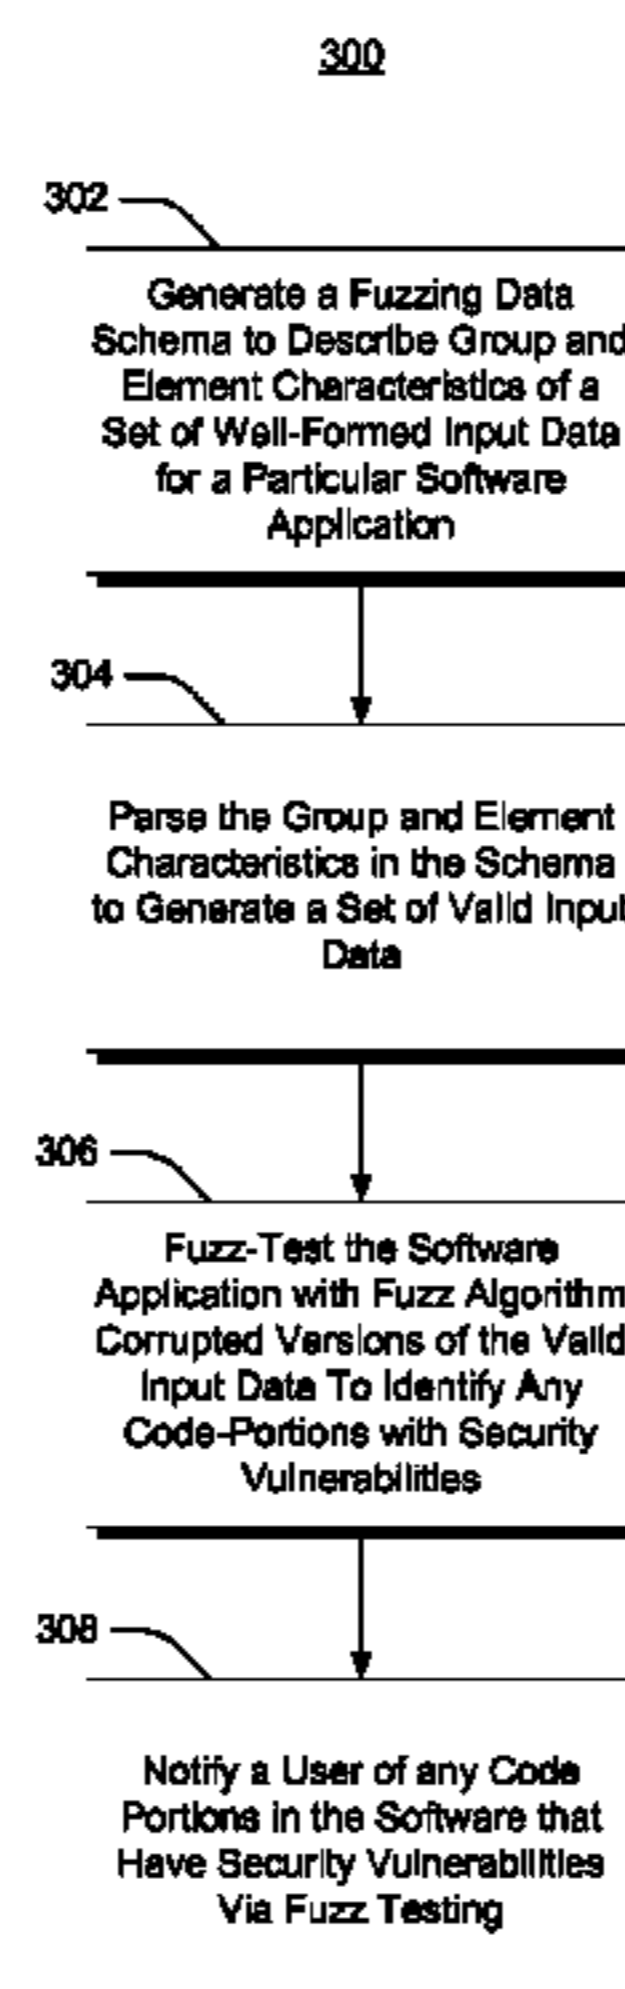 300
302
Generate a Fuzzing Data
Schema to Describe Group and
Element Characteristics of a
Set of Well-Formed Input Data
for a Particular Software
Application
304
Parse the Group and Element
Characteristics in the Schema
to Generate a Set of Valid Input
Data
306
Fuzz-Test the Software
Application with Fuzz Algorithm
Corrupted Versions of the Valid
Input Data To Identify Any
Code-Portions with Security
Vulnerabilities
308
Notify a User of any Code
Portions in the Software that
Have Security Vulnerabilities
Via Fuzz Testing